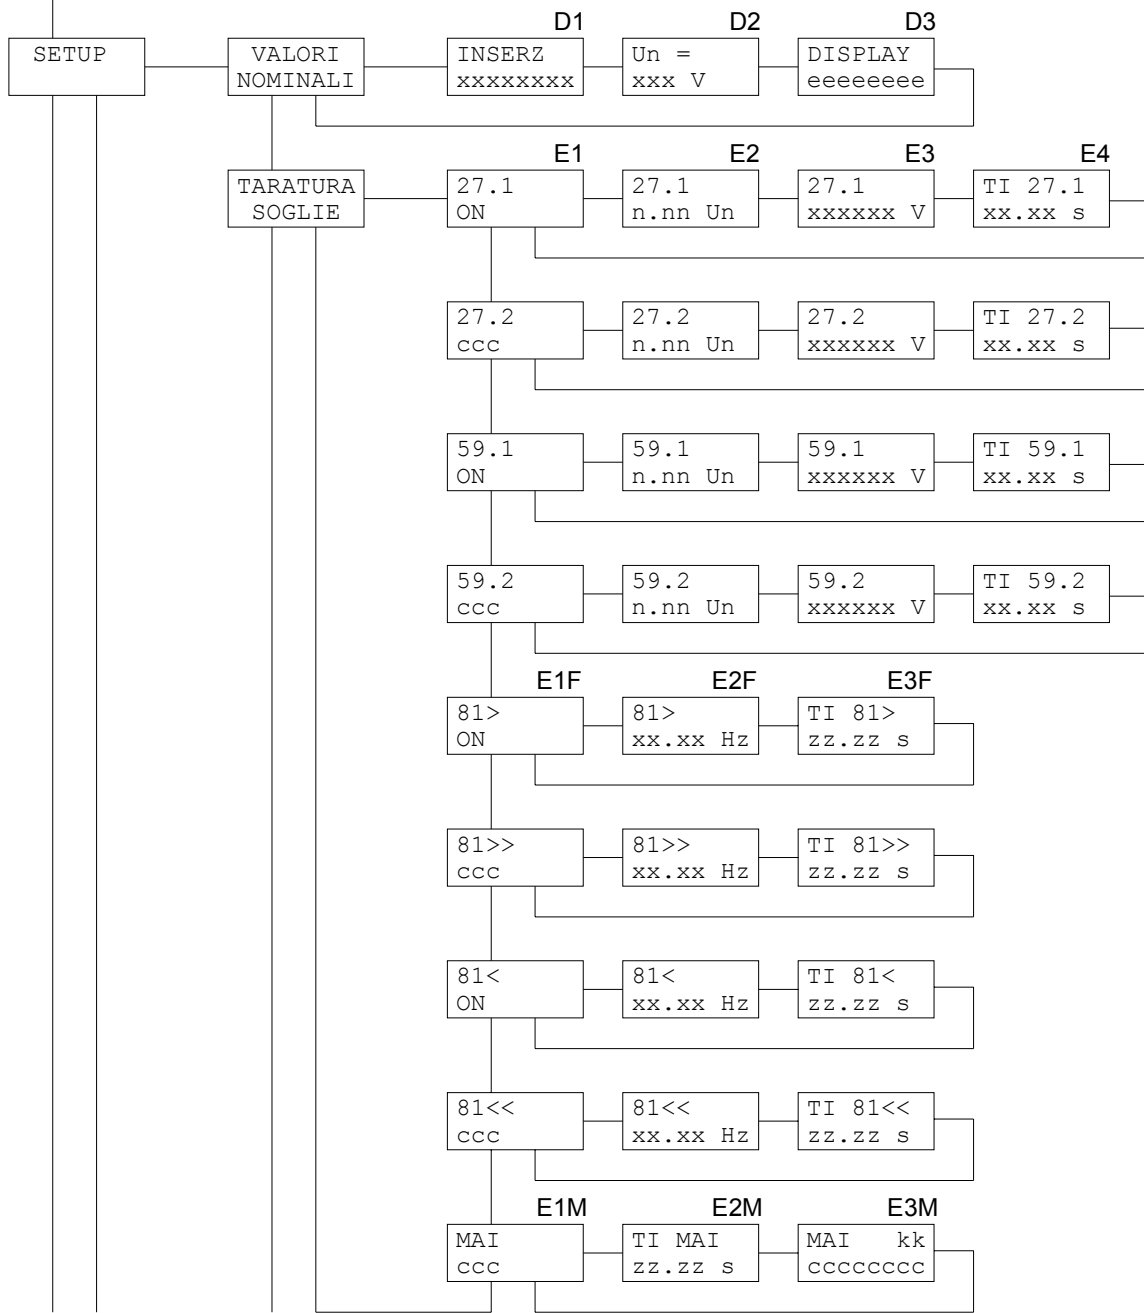 D1 D2 D3
SETUP VALORI INSERZ Un = DISPLAY
NOMINALI xxxxxxxx xxx V eeeeeeee
E1 E2 E3 E4
TARATURA 27.1 27.1 27.1 TI 27.1
SOGLIE ON n.nn Un xxxxxx V xx.xx s
27.2 27.2 27.2 TI 27.2
ccc n.nn Un xxxxxx V xx.xx s
59.1 59.1 59.1 TI 59.1
ON n.nn Un xxxxxx V xx.xx s
59.2 59.2 59.2 TI 59.2
ccc n.nn Un xxxxxx V xx.xx s
E1F E2F E3F
81> 81> TI 81>
ON xx.xx Hz zz.zz s
81>> 81>> TI 81>>
ccc xx.xx Hz zz.zz s
81< 81< TI 81<
ON xx.xx Hz zz.zz s
81<< 81<< TI 81<<
ccc xx.xx Hz zz.zz s
E1M E2M E3M
MAI TI MAI MAI kk
ccc zz.zz s cccccccc